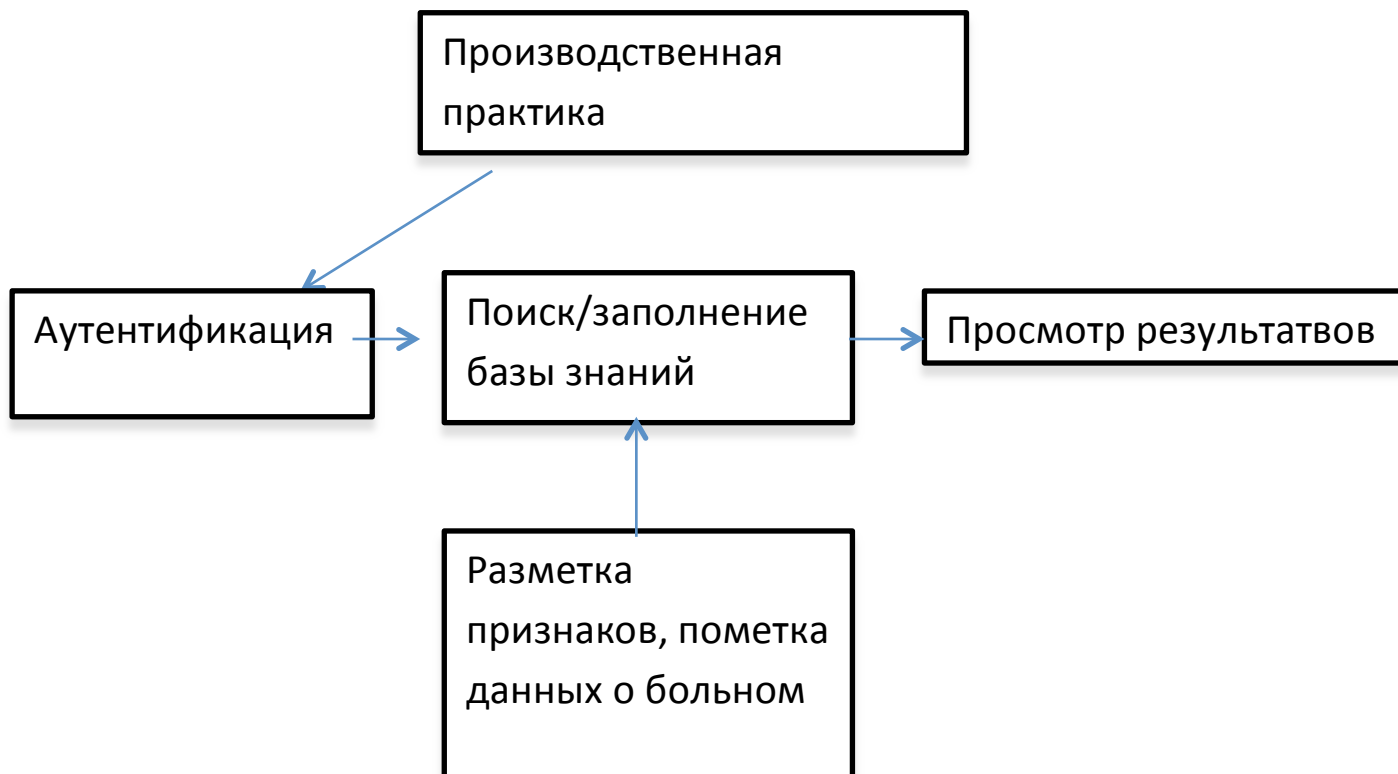 Производственная
практика
Аутентификация
Поиск/заполнение
базы знаний
Просмотр результатвов
Разметка
признаков, пометка
данных о больном